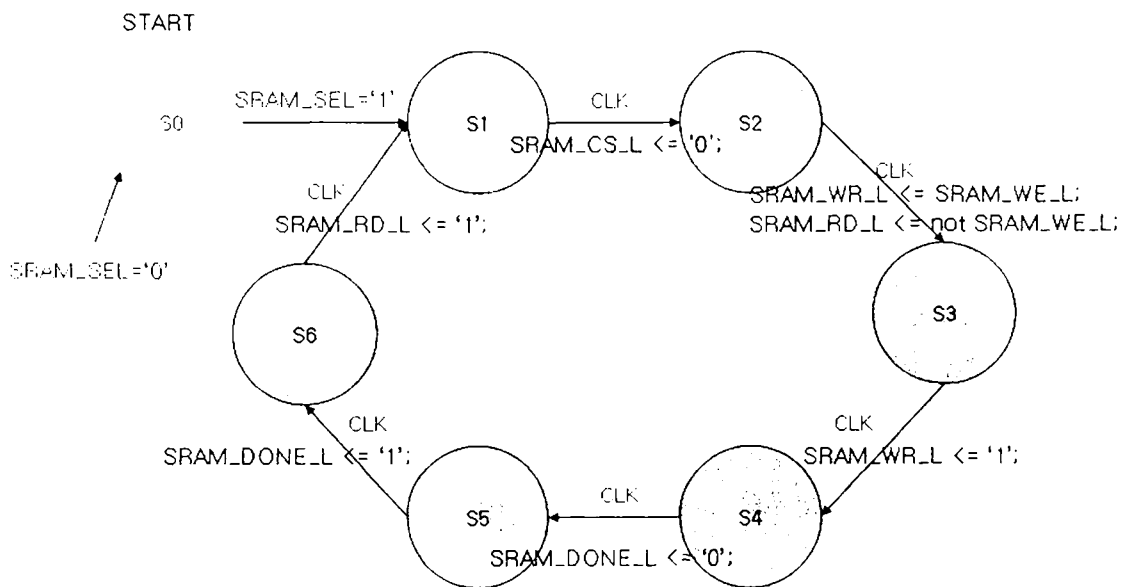 START
SRAM_SEL='1'
S0
S1
CLK
SRAM_CS_L <= '0';
S2
CLK
SRAM_WR_L <= SRAM_WE_L;
SRAM_RD_L <= not SRAM_WE_L;
CLK
SRAM_RD_L <= '1';
SRAM_SEL='0'
S6
S3
CLK
SRAM_DONE_L <= '1';
CLK
SRAM_WR_L <= '1';
S5
CLK
SRAM_DONE_L <= '0';
S4